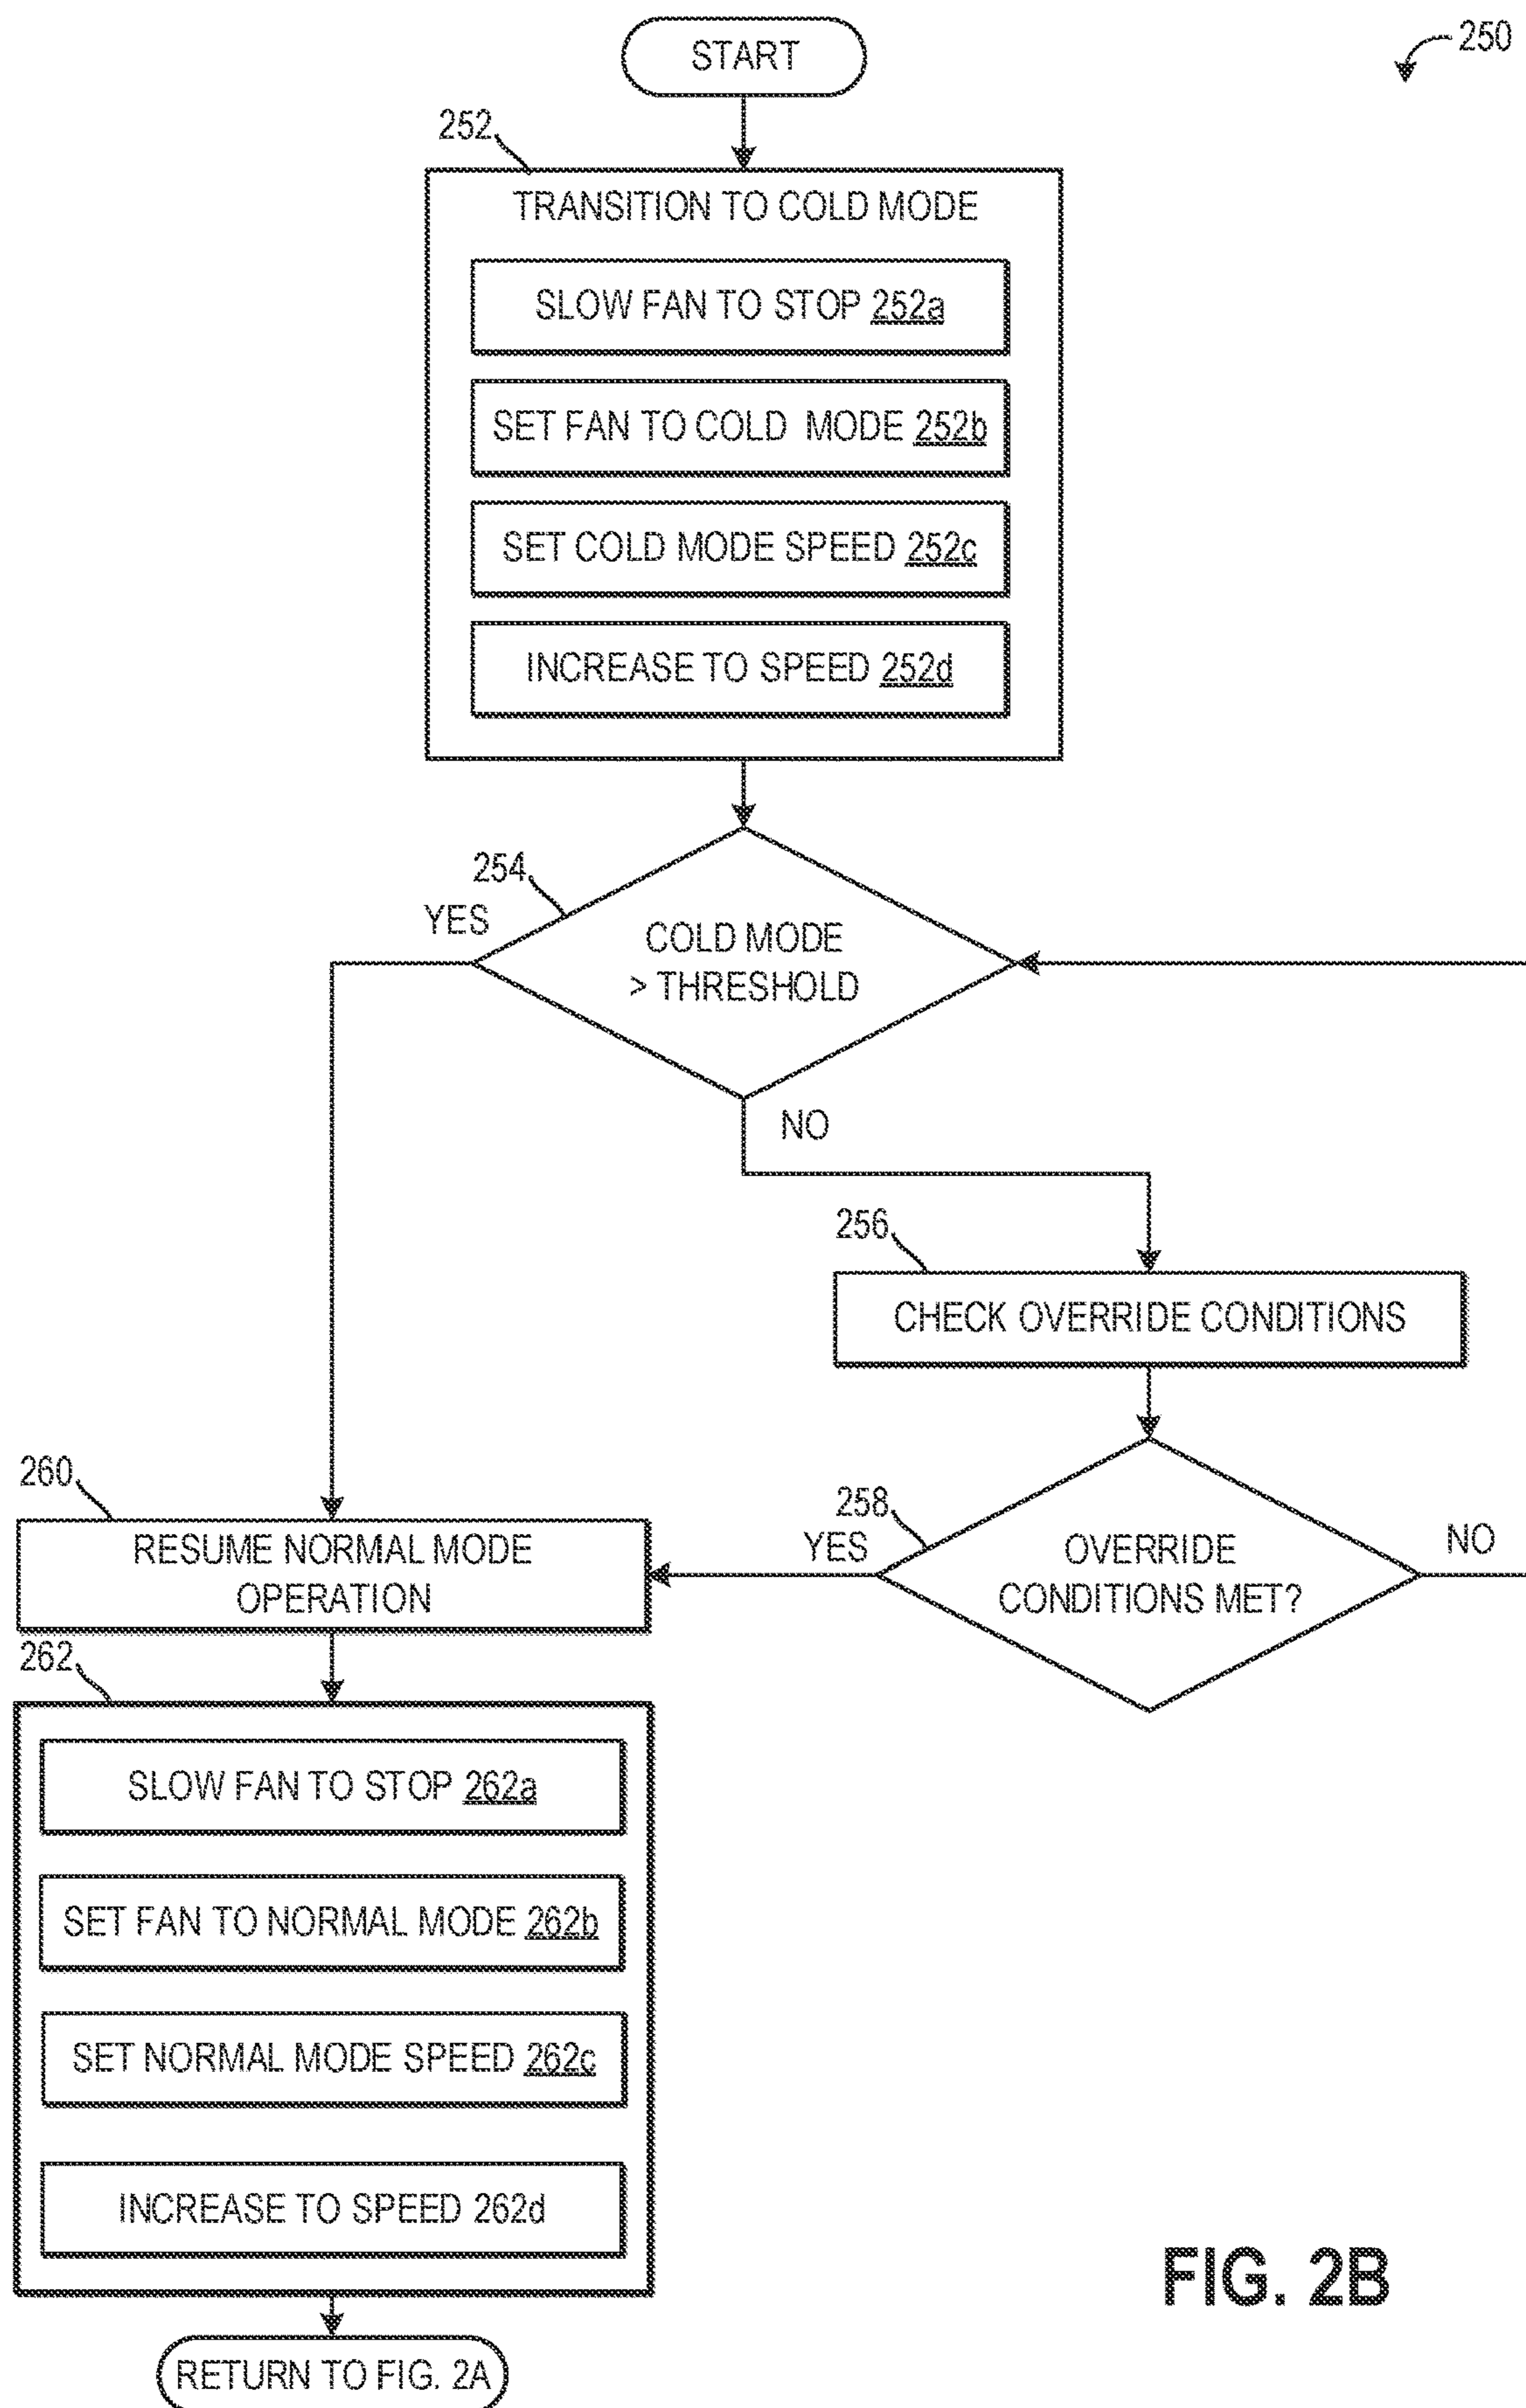 START
250
252
TRANSITION TO COLD MODE
SLOW FAN TO STOP 252a
SET FAN TO COLD MODE 252b
SET COLD MODE SPEED 252c
INCREASE TO SPEED 252d
254
YES
COLD MODE
> THRESHOLD
NO
256
CHECK OVERRIDE CONDITIONS
258
YES
OVERRIDE
CONDITIONS MET?
NO
260
RESUME NORMAL MODE
OPERATION
262
SLOW FAN TO STOP 262a
SET FAN TO NORMAL MODE 262b
SET NORMAL MODE SPEED 262c
INCREASE TO SPEED 262d
RETURN TO FIG. 2A
FIG. 2B